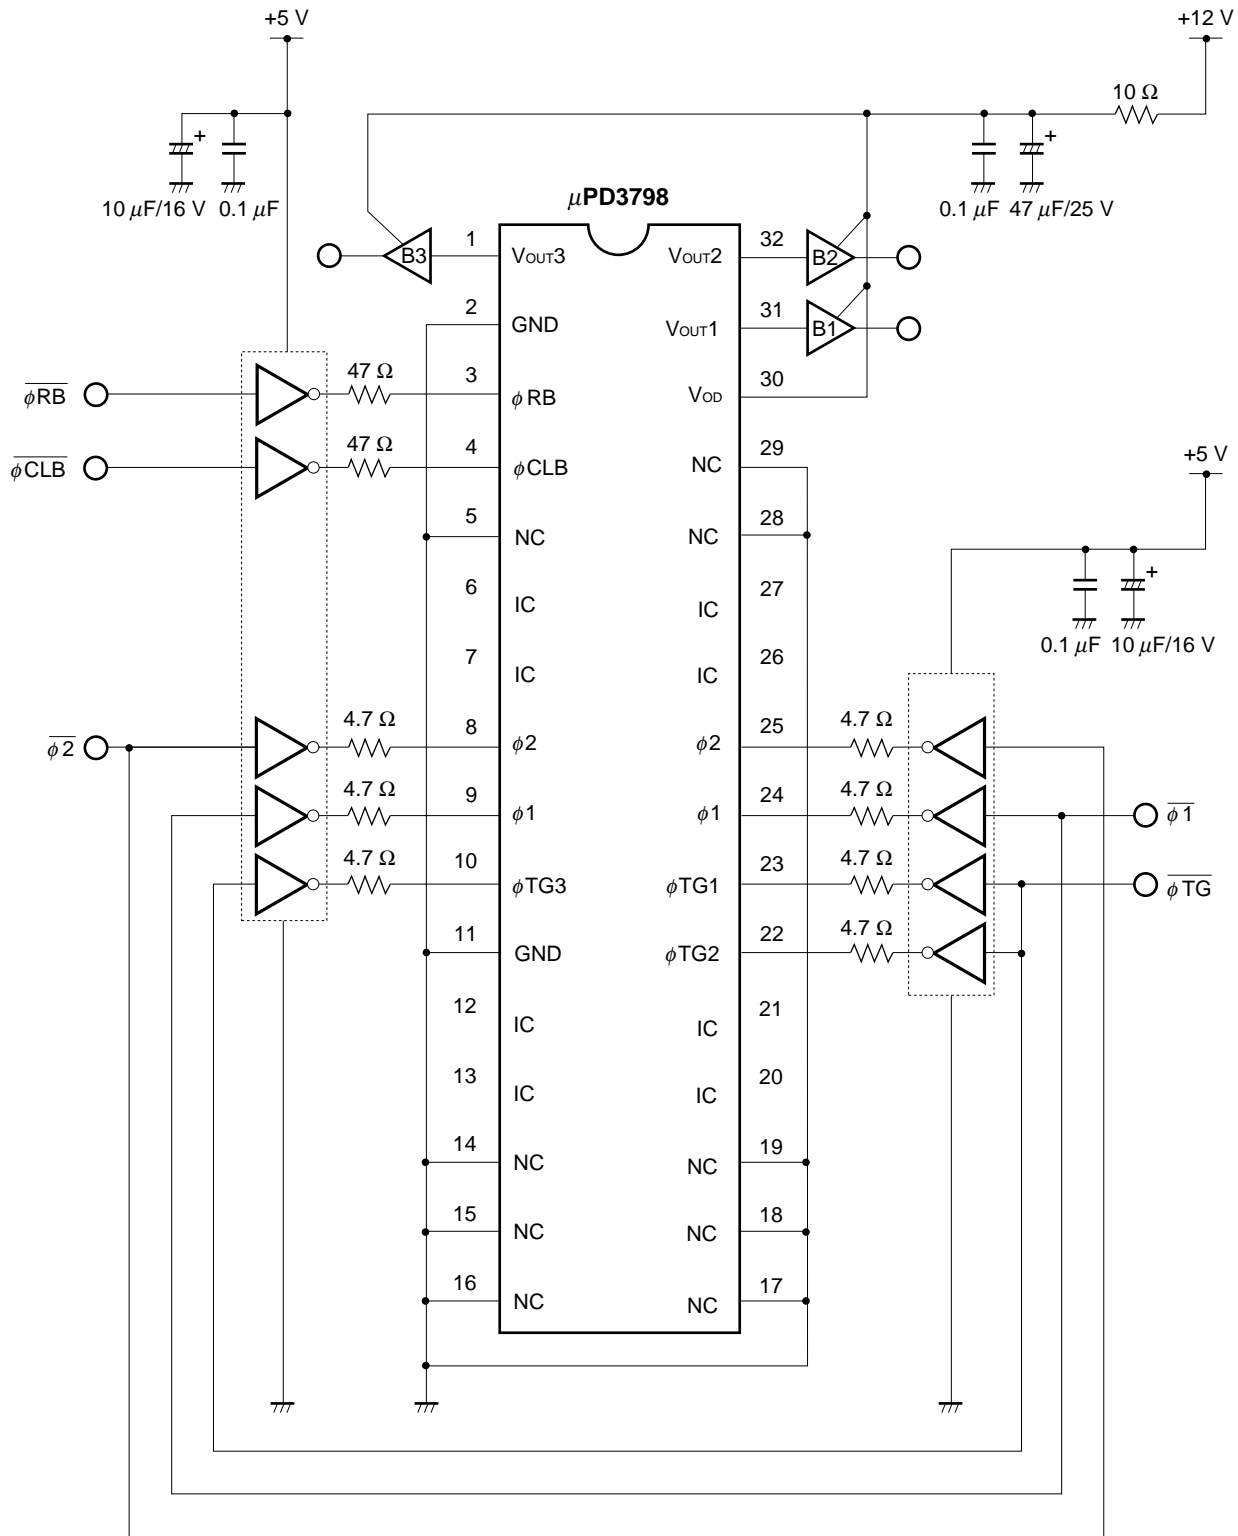 +5 V
+12 V
10 Ω
+
+
10 μF/16 V 0.1 μF
0.1 μF 47 μF/25 V
μPD3798
B3
1
VOUT3
VOUT2
32
B2
2
GND
VOUT1
31
B1
φRB
47 Ω
3
φRB
VOD
30
φCLB
47 Ω
4
φCLB
NC
29
+5 V
5
NC
NC
28
+
0.1 μF 10 μF/16 V
6
IC
IC
27
7
IC
IC
26
φ2
4.7 Ω
8
φ2
φ2
25
4.7 Ω
4.7 Ω
9
φ1
φ1
24
4.7 Ω
φ1
4.7 Ω
10
φTG3
φTG1
23
4.7 Ω
φTG
11
GND
φTG2
22
4.7 Ω
12
IC
IC
21
13
IC
IC
20
14
NC
NC
19
15
NC
NC
18
16
NC
NC
17